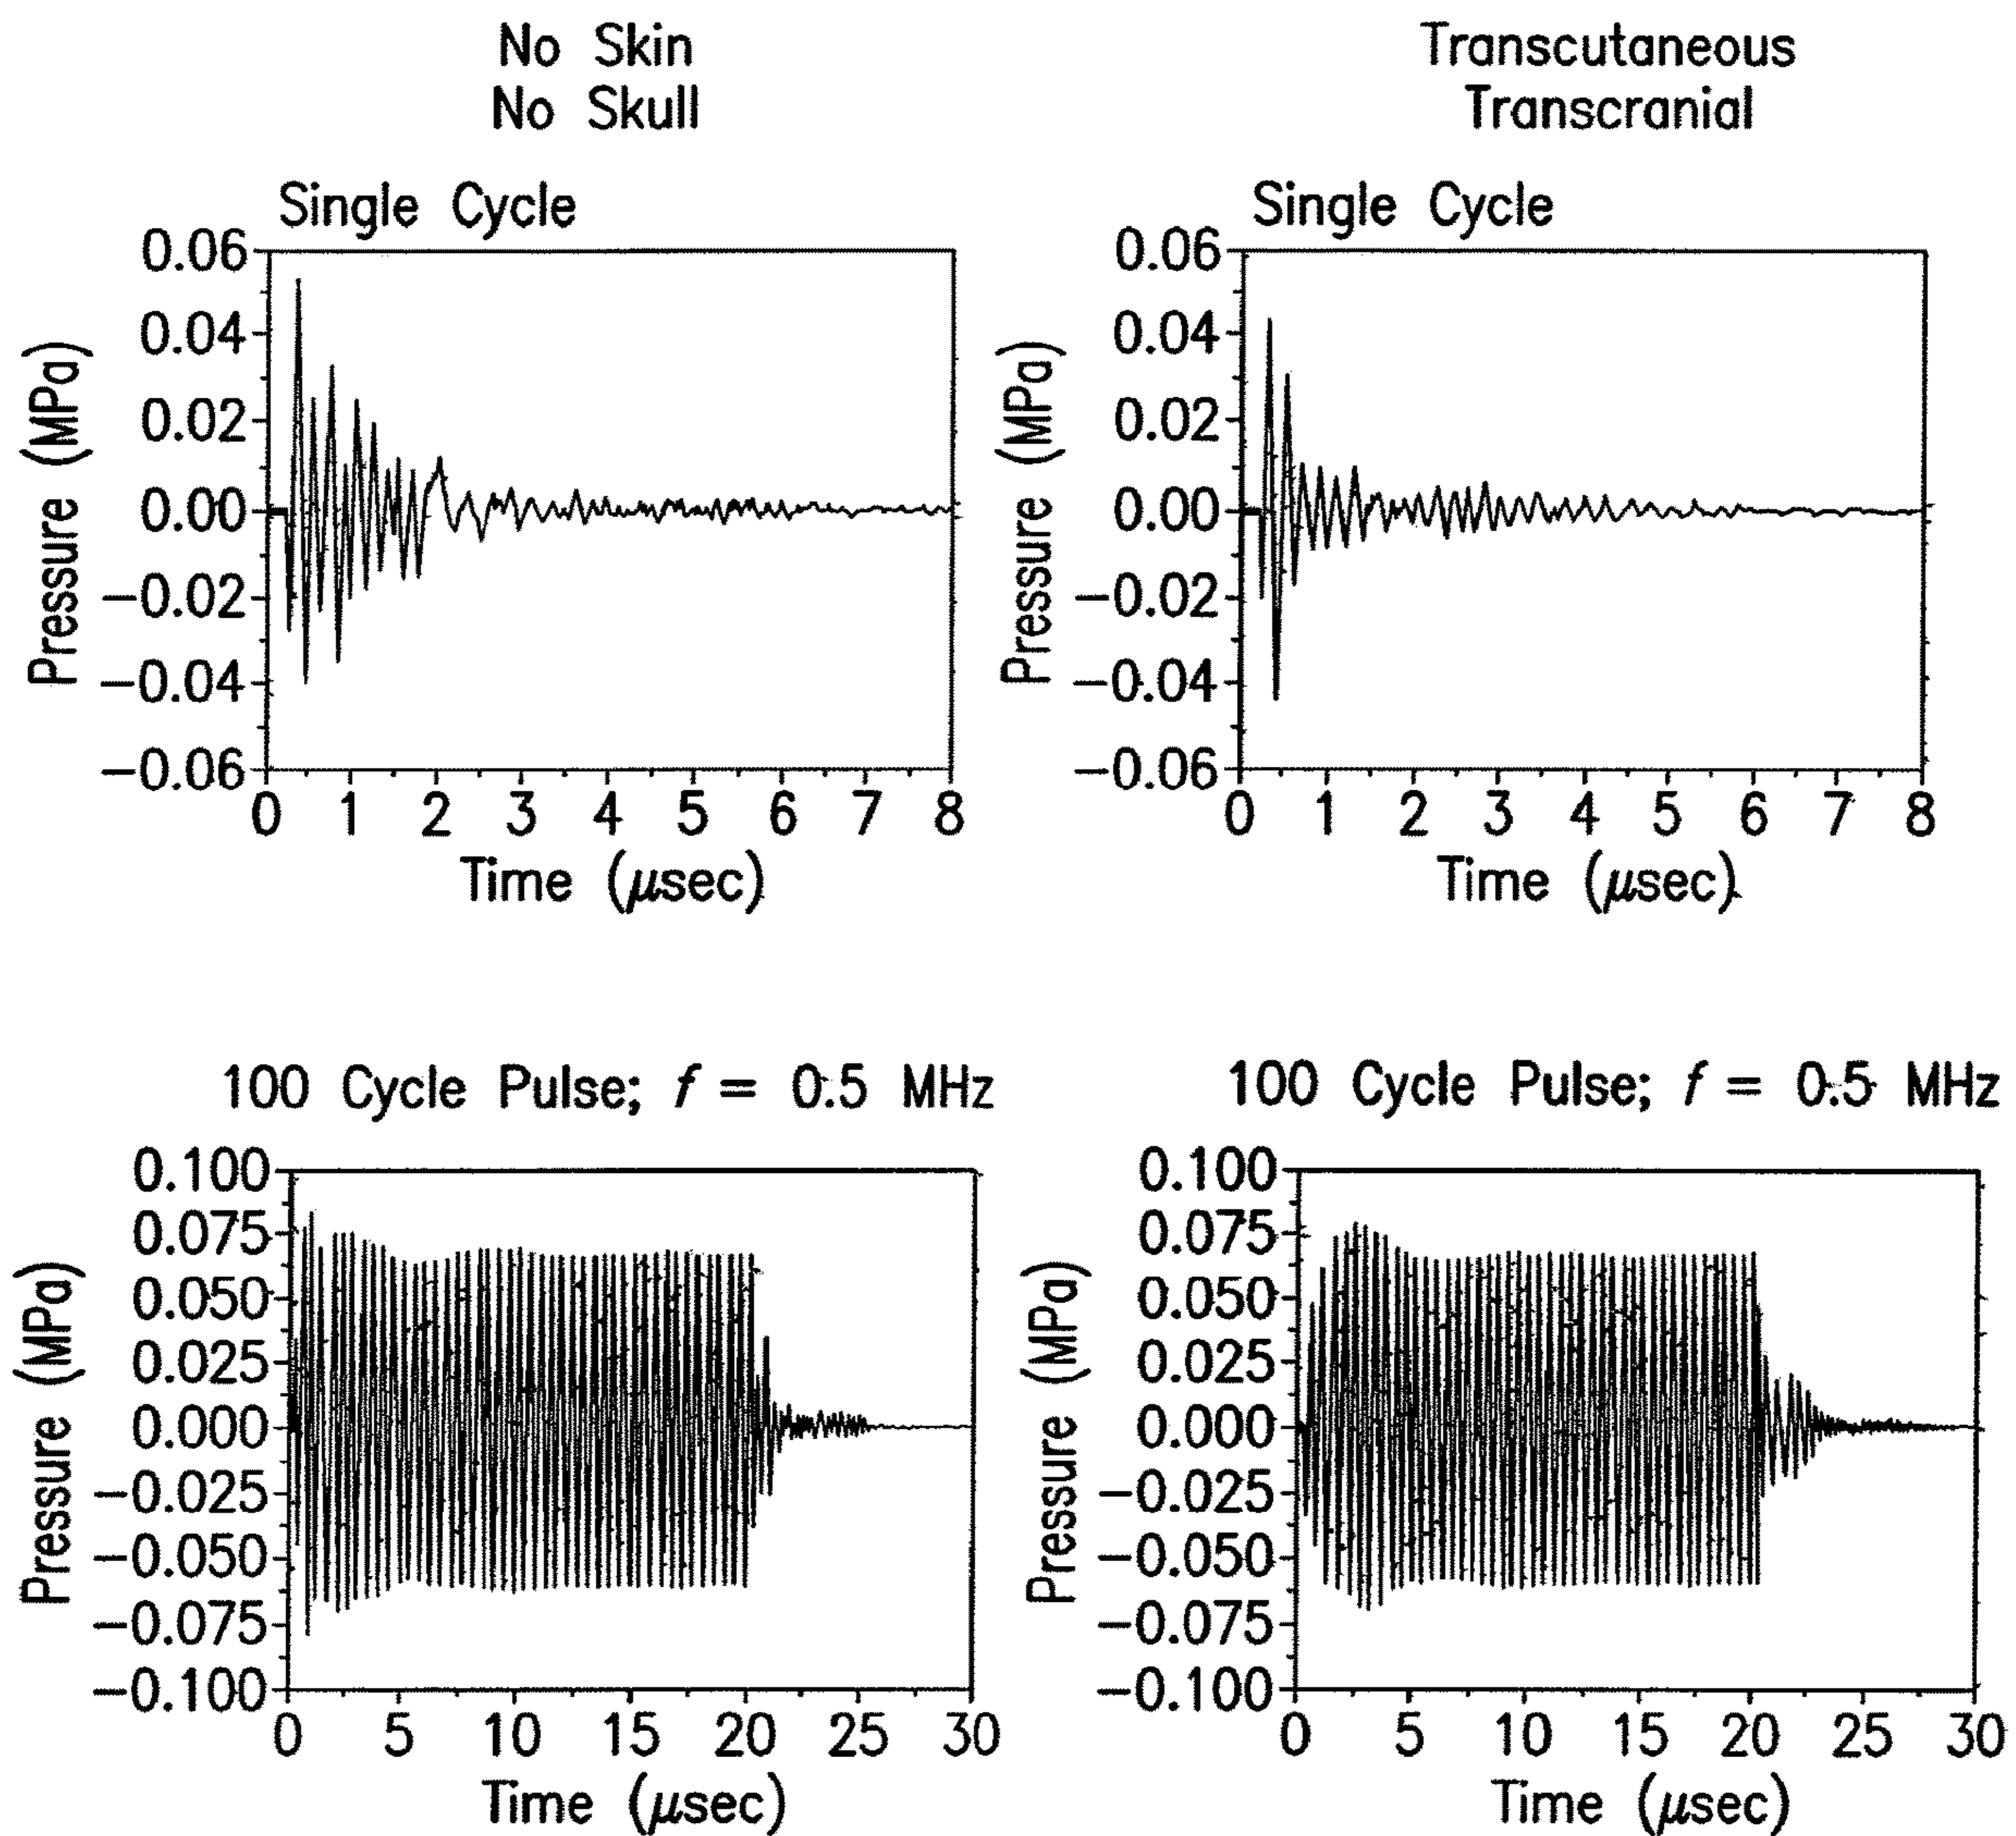 No Skin
No Skull
Transcutaneous
Transcranial
Single Cycle
0.06
0.04
0.02
0.00
−0.02
−0.04
−0.06
Pressure (MPa)
0 1 2 3 4 5 6 7 8
Time (μsec)
Single Cycle
0.06
0.04
0.02
0.00
−0.02
−0.04
−0.06
Pressure (MPa)
0 1 2 3 4 5 6 7 8
Time (μsec)
100 Cycle Pulse; f = 0.5 MHz
0.100
0.075
0.050
0.025
0.000
−0.025
−0.050
−0.075
−0.100
Pressure (MPa)
0 5 10 15 20 25 30
Time (μsec)
100 Cycle Pulse; f = 0.5 MHz
0.100
0.075
0.050
0.025
0.000
−0.025
−0.050
−0.075
−0.100
Pressure (MPa)
0 5 10 15 20 25 30
Time (μsec)